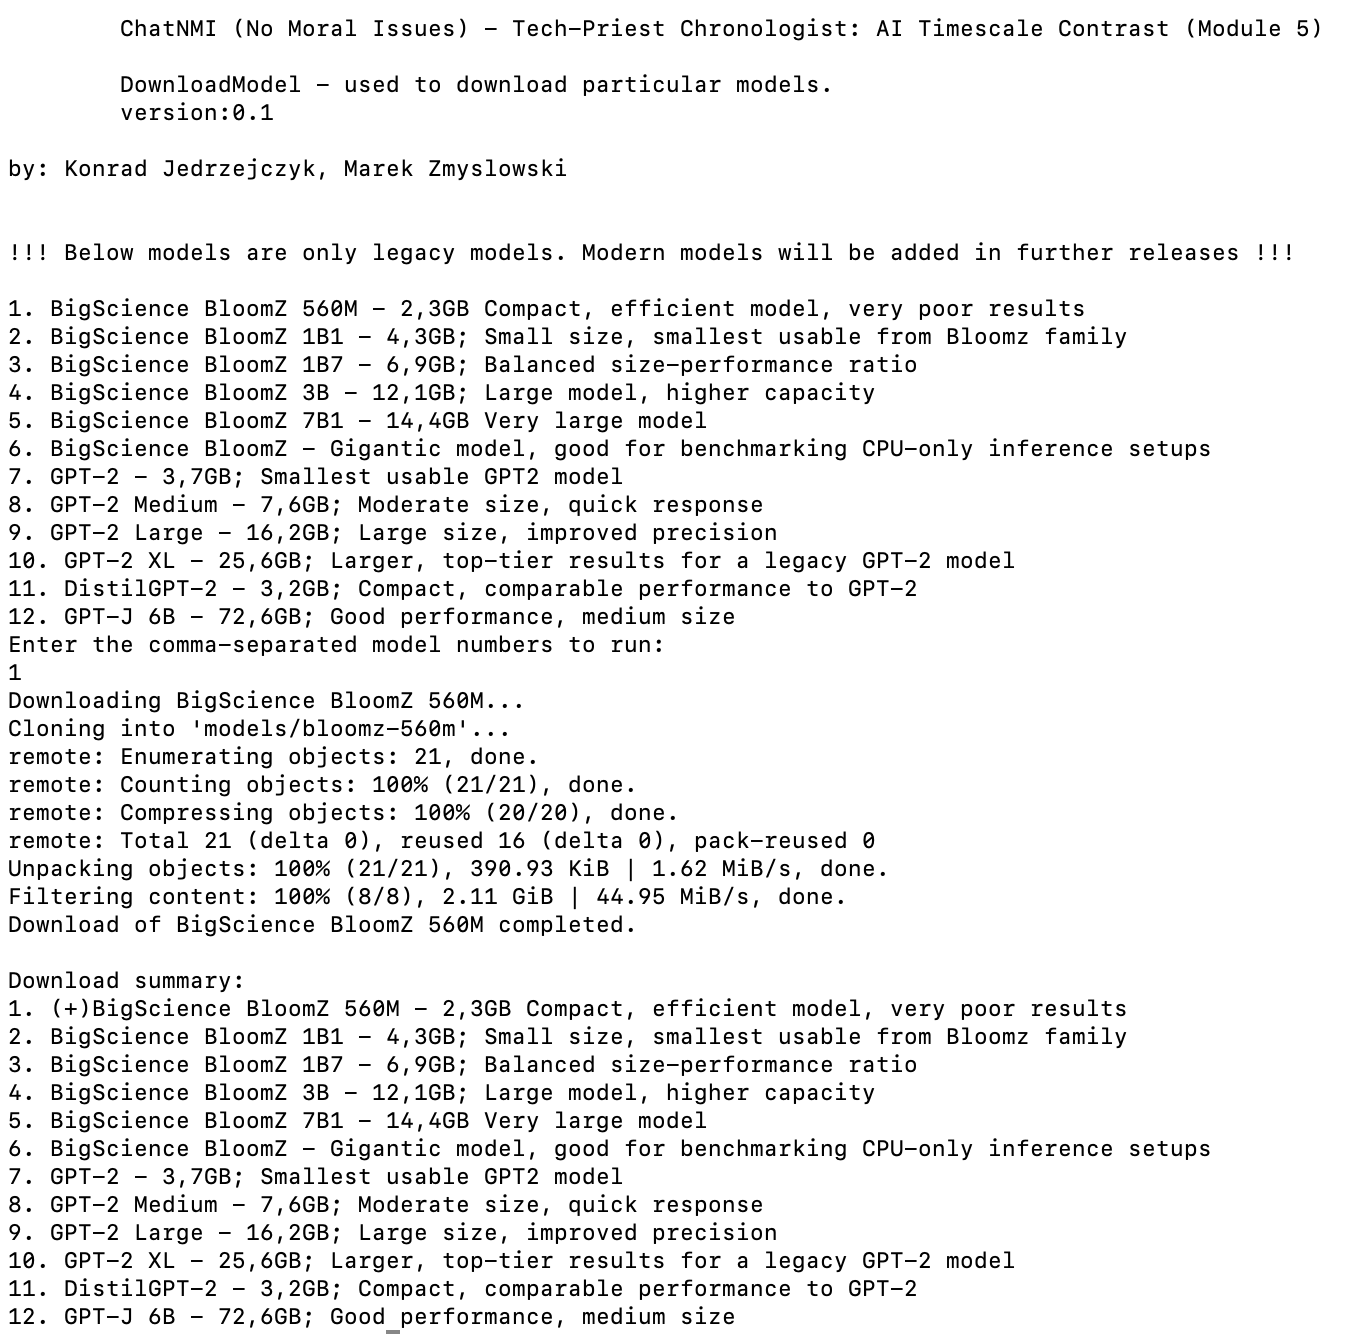 ChatNMI (No Moral Issues) – Tech–Priest Chronologist: AI Timescale Contrast (Module 5)
DownloadModel – used to download particular models.
version:0.1
by: Konrad Jedrzejczyk, Marek Zmyslowski
!!! Below models are only legacy models. Modern models will be added in further releases !!!
1. BigScience BloomZ 560M – 2,3GB Compact, efficient model, very poor results
2. BigScience BloomZ 1B1 – 4,3GB; Small size, smallest usable from Bloomz family
3. BigScience BloomZ 1B7 – 6,9GB; Balanced size–performance ratio
4. BigScience BloomZ 3B – 12,1GB; Large model, higher capacity
5. BigScience BloomZ 7B1 – 14,4GB Very large model
6. BigScience BloomZ – Gigantic model, good for benchmarking CPU–only inference setups
7. GPT–2 – 3,7GB; Smallest usable GPT2 model
8. GPT–2 Medium – 7,6GB; Moderate size, quick response
9. GPT–2 Large – 16,2GB; Large size, improved precision
10. GPT–2 XL – 25,6GB; Larger, top–tier results for a legacy GPT–2 model
11. DistilGPT–2 – 3,2GB; Compact, comparable performance to GPT–2
12. GPT–J 6B – 72,6GB; Good performance, medium size
Enter the comma–separated model numbers to run:
1
Downloading BigScience BloomZ 560M...
Cloning into 'models/bloomz–560m'...
remote: Enumerating objects: 21, done.
remote: Counting objects: 100% (21/21), done.
remote: Compressing objects: 100% (20/20), done.
remote: Total 21 (delta 0), reused 16 (delta 0), pack–reused 0
Unpacking objects: 100% (21/21), 390.93 KiB | 1.62 MiB/s, done.
Filtering content: 100% (8/8), 2.11 GiB | 44.95 MiB/s, done.
Download of BigScience BloomZ 560M completed.
Download summary:
1. (+)BigScience BloomZ 560M – 2,3GB Compact, efficient model, very poor results
2. BigScience BloomZ 1B1 – 4,3GB; Small size, smallest usable from Bloomz family
3. BigScience BloomZ 1B7 – 6,9GB; Balanced size–performance ratio
4. BigScience BloomZ 3B – 12,1GB; Large model, higher capacity
5. BigScience BloomZ 7B1 – 14,4GB Very large model
6. BigScience BloomZ – Gigantic model, good for benchmarking CPU–only inference setups
7. GPT–2 – 3,7GB; Smallest usable GPT2 model
8. GPT–2 Medium – 7,6GB; Moderate size, quick response
9. GPT–2 Large – 16,2GB; Large size, improved precision
10. GPT–2 XL – 25,6GB; Larger, top–tier results for a legacy GPT–2 model
11. DistilGPT–2 – 3,2GB; Compact, comparable performance to GPT–2
12. GPT–J 6B – 72,6GB; Good performance, medium size